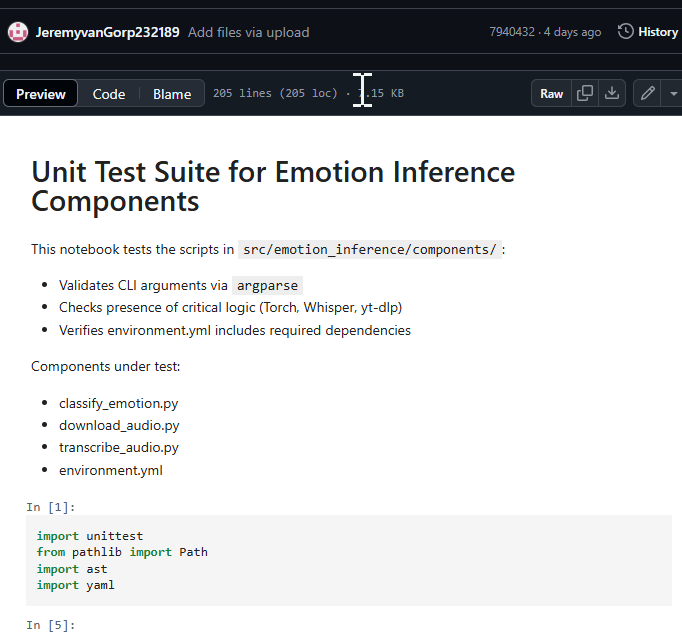 JeremyvanGorp232189 Add files via upload 7940432 · 4 days ago History
Preview Code Blame 205 lines (205 loc) · 7.15 KB Raw
Unit Test Suite for Emotion Inference
Components
This notebook tests the scripts in src/emotion_inference/components/ :
• Validates CLI arguments via argparse
• Checks presence of critical logic (Torch, Whisper, yt-dlp)
• Verifies environment.yml includes required dependencies
Components under test:
• classify_emotion.py
• download_audio.py
• transcribe_audio.py
• environment.yml
In [1]:
import unittest
from pathlib import Path
import ast
import yaml
In [5]: